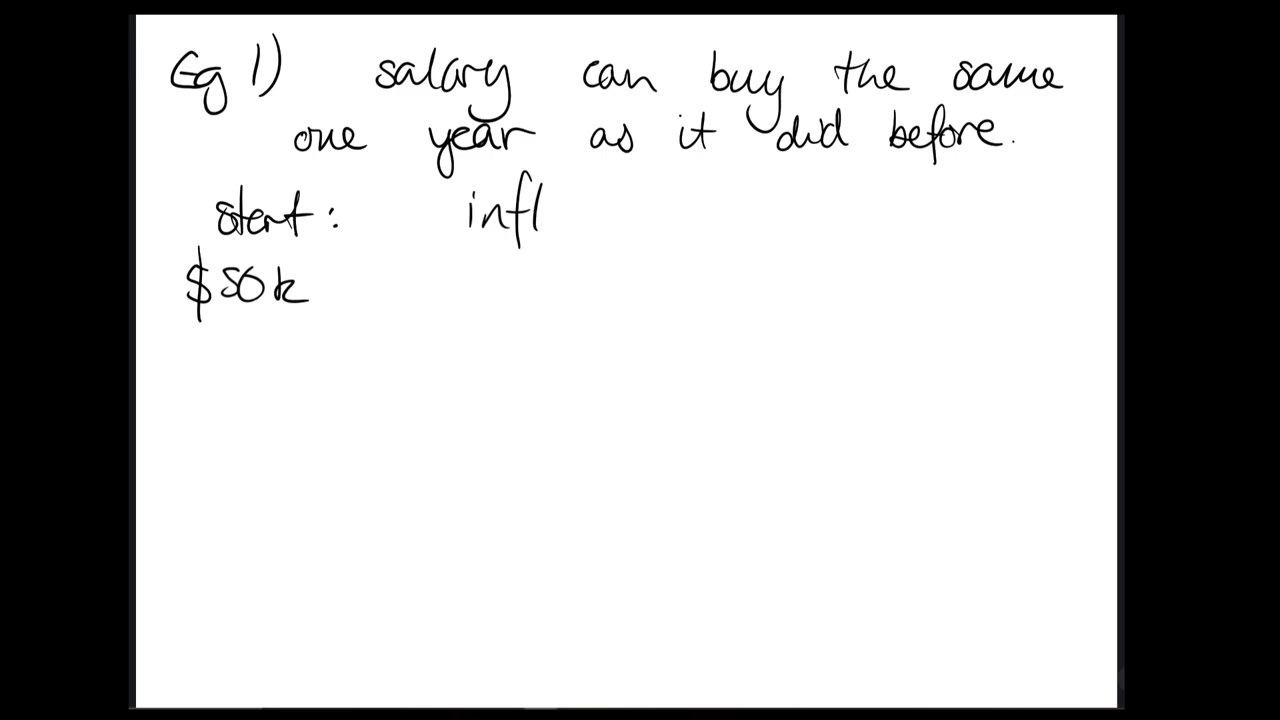 Eg 1) salary can buy the same
one year as it did before.
start: infl
$50k